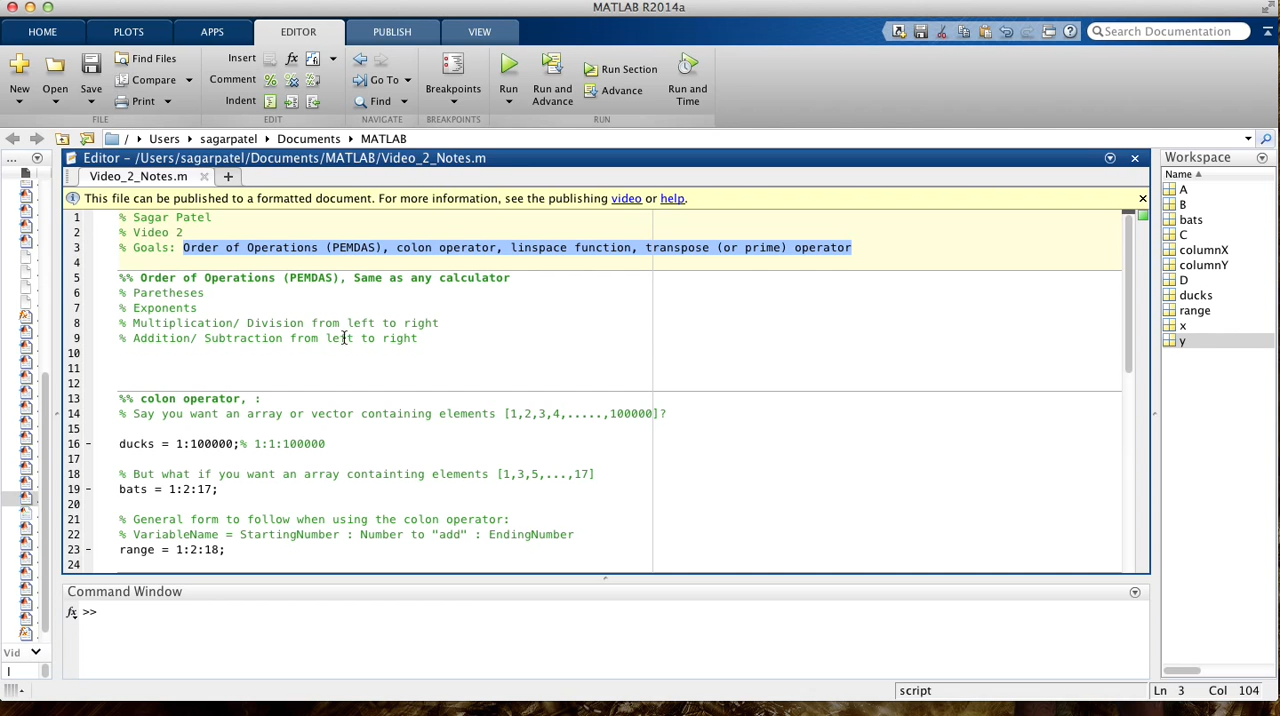 MATLAB R2014a
HOME PLOTS APPS EDITOR PUBLISH VIEW Search Documentation
New Open Save Find Files Compare Print Insert fx Comment Indent Go To Find Breakpoints Run Run and Advance Run Section Advance Run and Time
FILE EDIT NAVIGATE BREAKPOINTS RUN
/ Users sagarpatel Documents MATLAB
... Editor - /Users/sagarpatel/Documents/MATLAB/Video_2_Notes.m
Video_2_Notes.m
This file can be published to a formatted document. For more information, see the publishing video or help.
1 % Sagar Patel
2 % Video 2
3 % Goals: Order of Operations (PEMDAS), colon operator, linspace function, transpose (or prime) operator
4
5 %% Order of Operations (PEMDAS), Same as any calculator
6 % Paretheses
7 % Exponents
8 % Multiplication/ Division from left to right
9 % Addition/ Subtraction from left to right
10
11
12
13 %% colon operator, :
14 % Say you want an array or vector containing elements [1,2,3,4,.....,100000]?
15
16 - ducks = 1:100000;% 1:1:100000
17
18 % But what if you want an array containting elements [1,3,5,...,17]
19 - bats = 1:2:17;
20
21 % General form to follow when using the colon operator:
22 % VariableName = StartingNumber : Number to "add" : EndingNumber
23 - range = 1:2:18;
24
Command Window
fx >>
Workspace
Name
A
B
bats
C
columnX
columnY
D
ducks
range
x
y
Vid
script Ln 3 Col 104